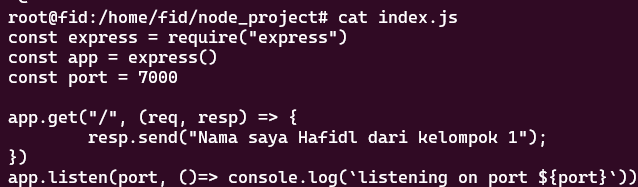 root@fid:/home/fid/node_project# cat index.js
const express = require("express")
const app = express()
const port = 7000

app.get("/", (req, resp) => {
        resp.send("Nama saya Hafidl dari kelompok 1");
})
app.listen(port, ()=> console.log(`listening on port ${port}`))